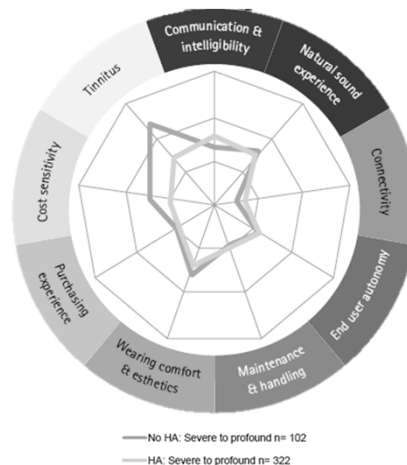 Communication &
intelligibility
Natural sound
experience
Connectivity
End user autonomy
Maintenance
& handling
Wearing comfort
& esthetics
Purchasing
experience
Cost sensitivity
Tinnitus
No HA: Severe to profound n= 102
HA: Severe to profound n= 322